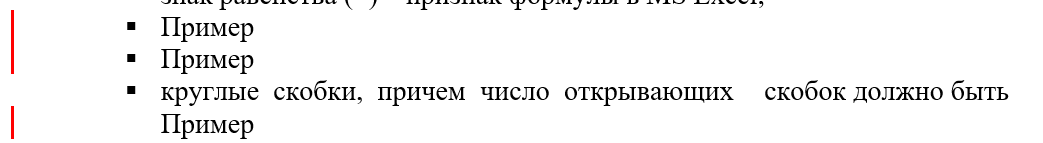 знак равенства (=) – признак формулы в MS Excel;
▪ Пример
▪ Пример
▪ круглые скобки, причем число открывающих скобок должно быть
Пример